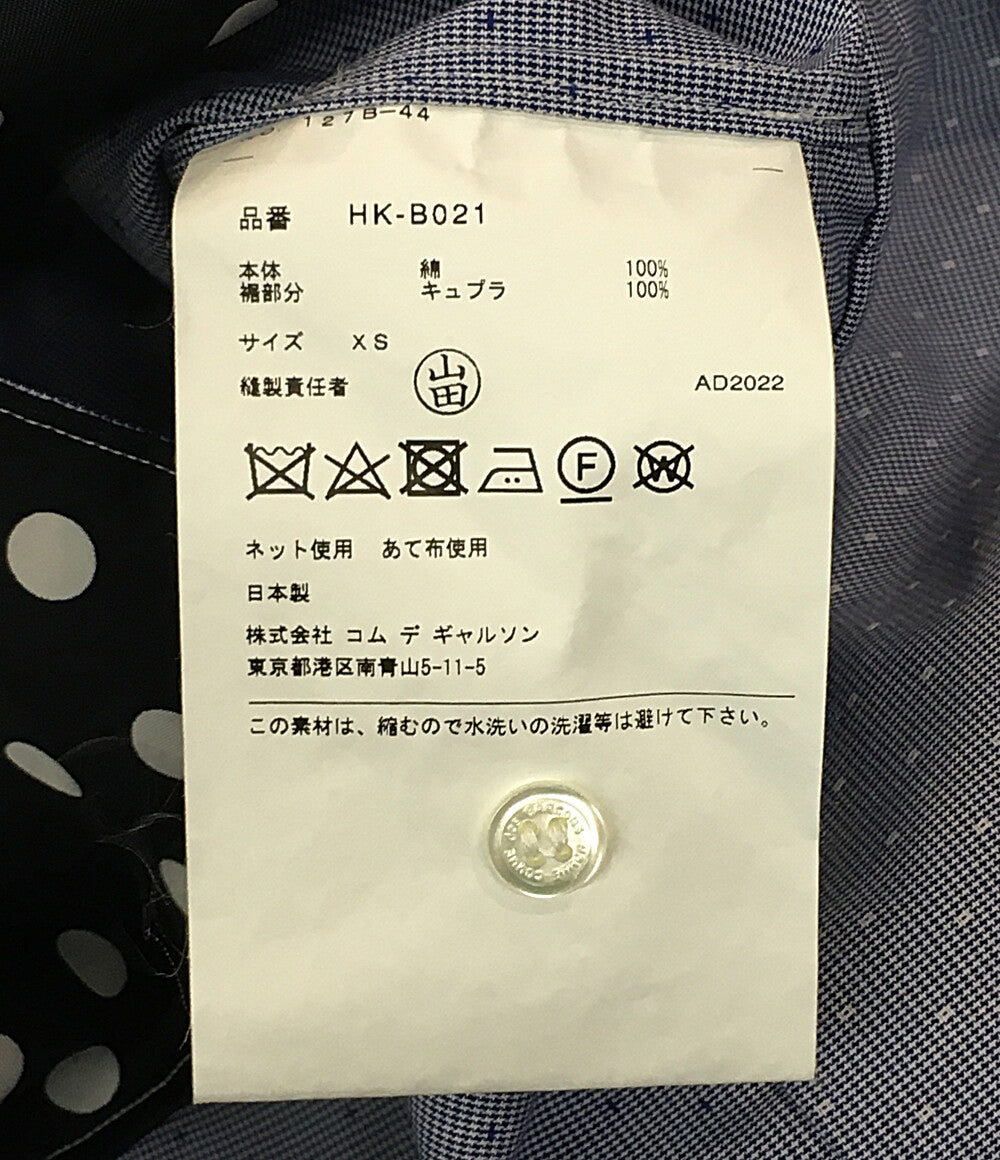 127B-44
品番 HK-B021
本体 綿 100%
裾部分 キュプラ 100%
サイズ XS
縫製責任者 山田 AD2022
F W
ネット使用 あて布使用
日本製
株式会社 コム デ ギャルソン
東京都港区南青山5-11-5
この素材は、縮むので水洗いの洗濯等は避けて下さい。